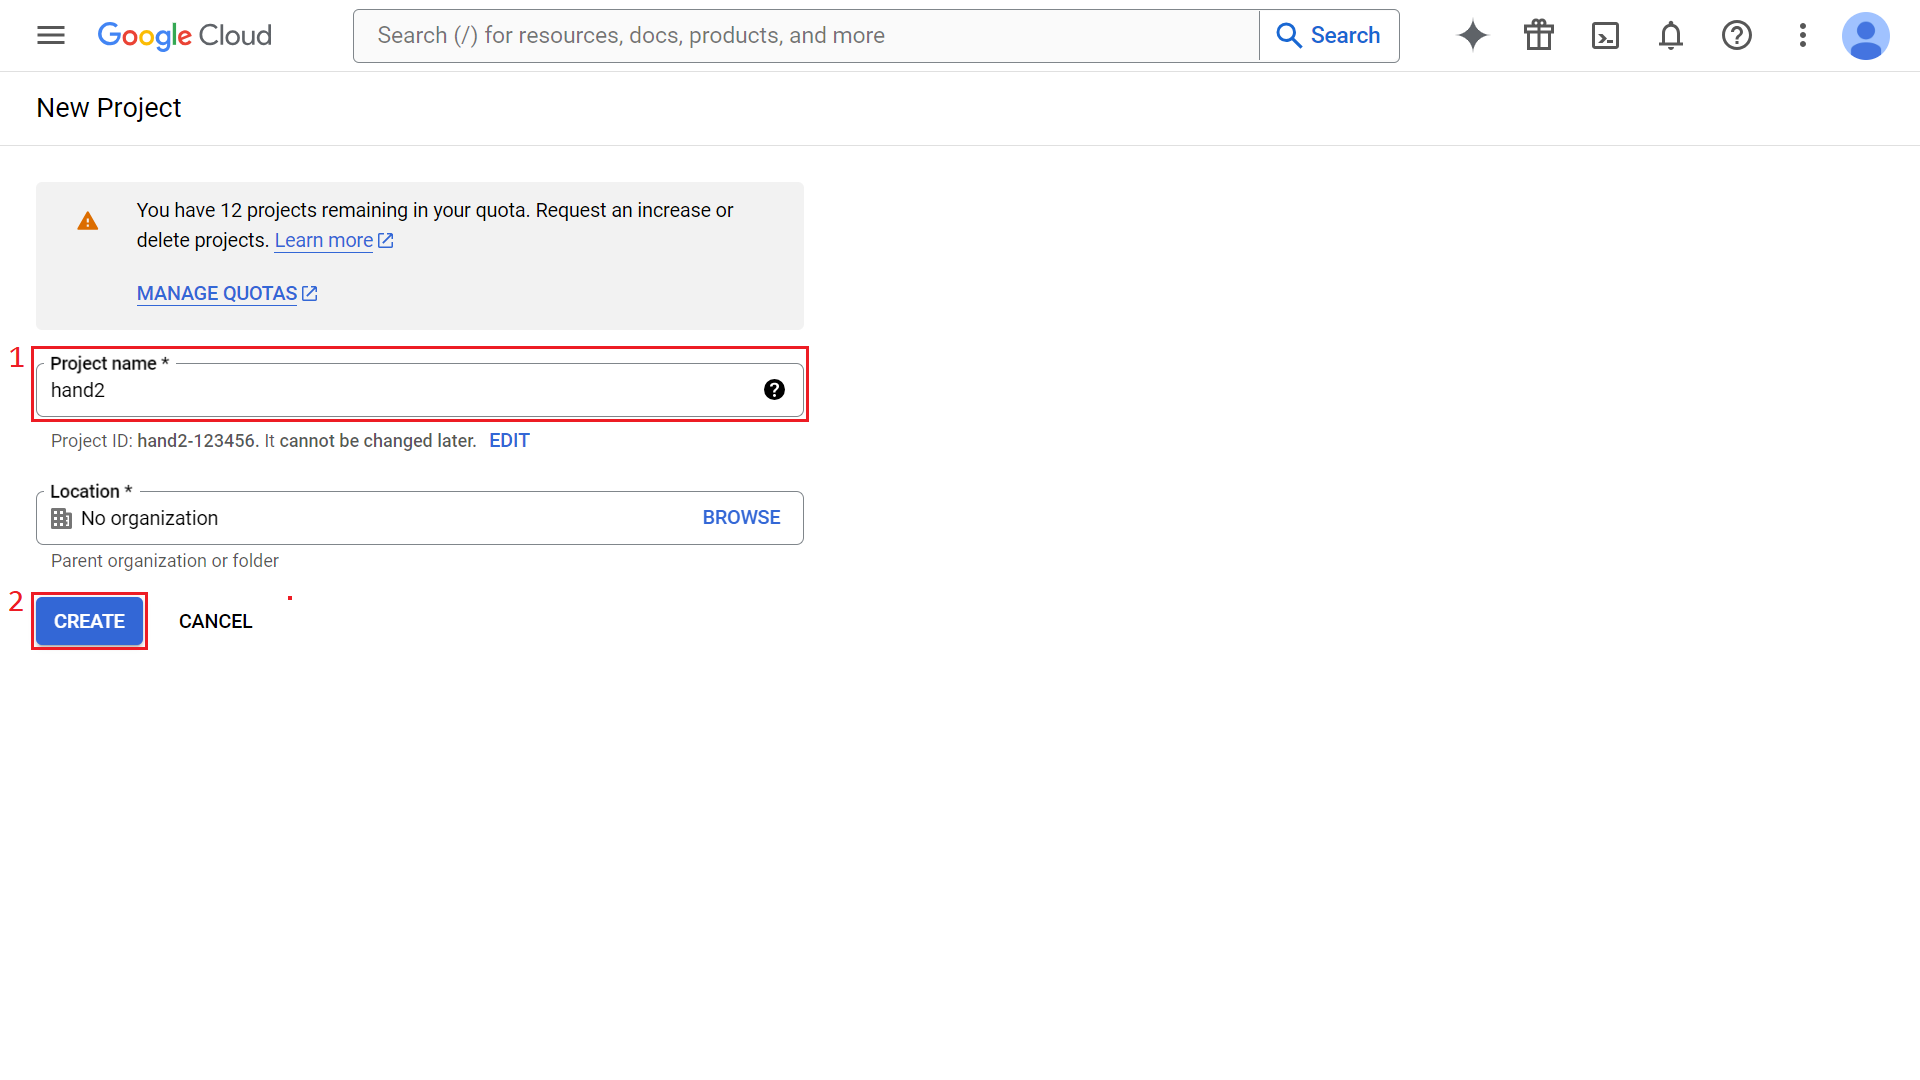 Google Cloud
Search (/) for resources, docs, products, and more
Search
New Project
You have 12 projects remaining in your quota. Request an increase or
delete projects. Learn more
MANAGE QUOTAS
1
Project name *
hand2
Project ID: hand2-123456. It cannot be changed later. EDIT
Location *
No organization BROWSE
Parent organization or folder
2
CREATE CANCEL